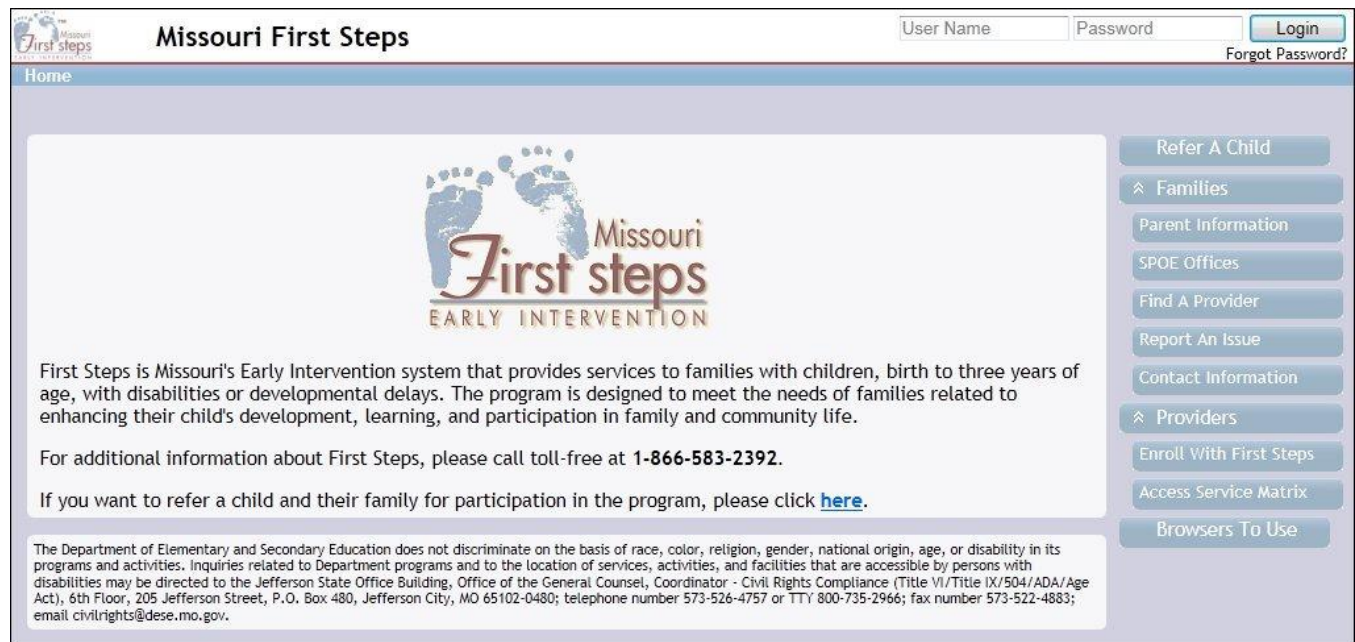 Missouri
First steps
EARLY INTERVENTION
Missouri First Steps
User Name
Password
Login
Forgot Password?
Home
Missouri
First steps
EARLY INTERVENTION
First Steps is Missouri's Early Intervention system that provides services to families with children, birth to three years of
age, with disabilities or developmental delays. The program is designed to meet the needs of families related to
enhancing their child's development, learning, and participation in family and community life.
For additional information about First Steps, please call toll-free at 1-866-583-2392.
If you want to refer a child and their family for participation in the program, please click here.
The Department of Elementary and Secondary Education does not discriminate on the basis of race, color, religion, gender, national origin, age, or disability in its
programs and activities. Inquiries related to Department programs and to the location of services, activities, and facilities that are accessible by persons with
disabilities may be directed to the Jefferson State Office Building, Office of the General Counsel, Coordinator - Civil Rights Compliance (Title VI/Title IX/504/ADA/Age
Act), 6th Floor, 205 Jefferson Street, P.O. Box 480, Jefferson City, MO 65102-0480; telephone number 573-526-4757 or TTY 800-735-2966; fax number 573-522-4883;
email civilrights@dese.mo.gov.
Refer A Child
Families
Parent Information
SPOE Offices
Find A Provider
Report An Issue
Contact Information
Providers
Enroll With First Steps
Access Service Matrix
Browsers To Use